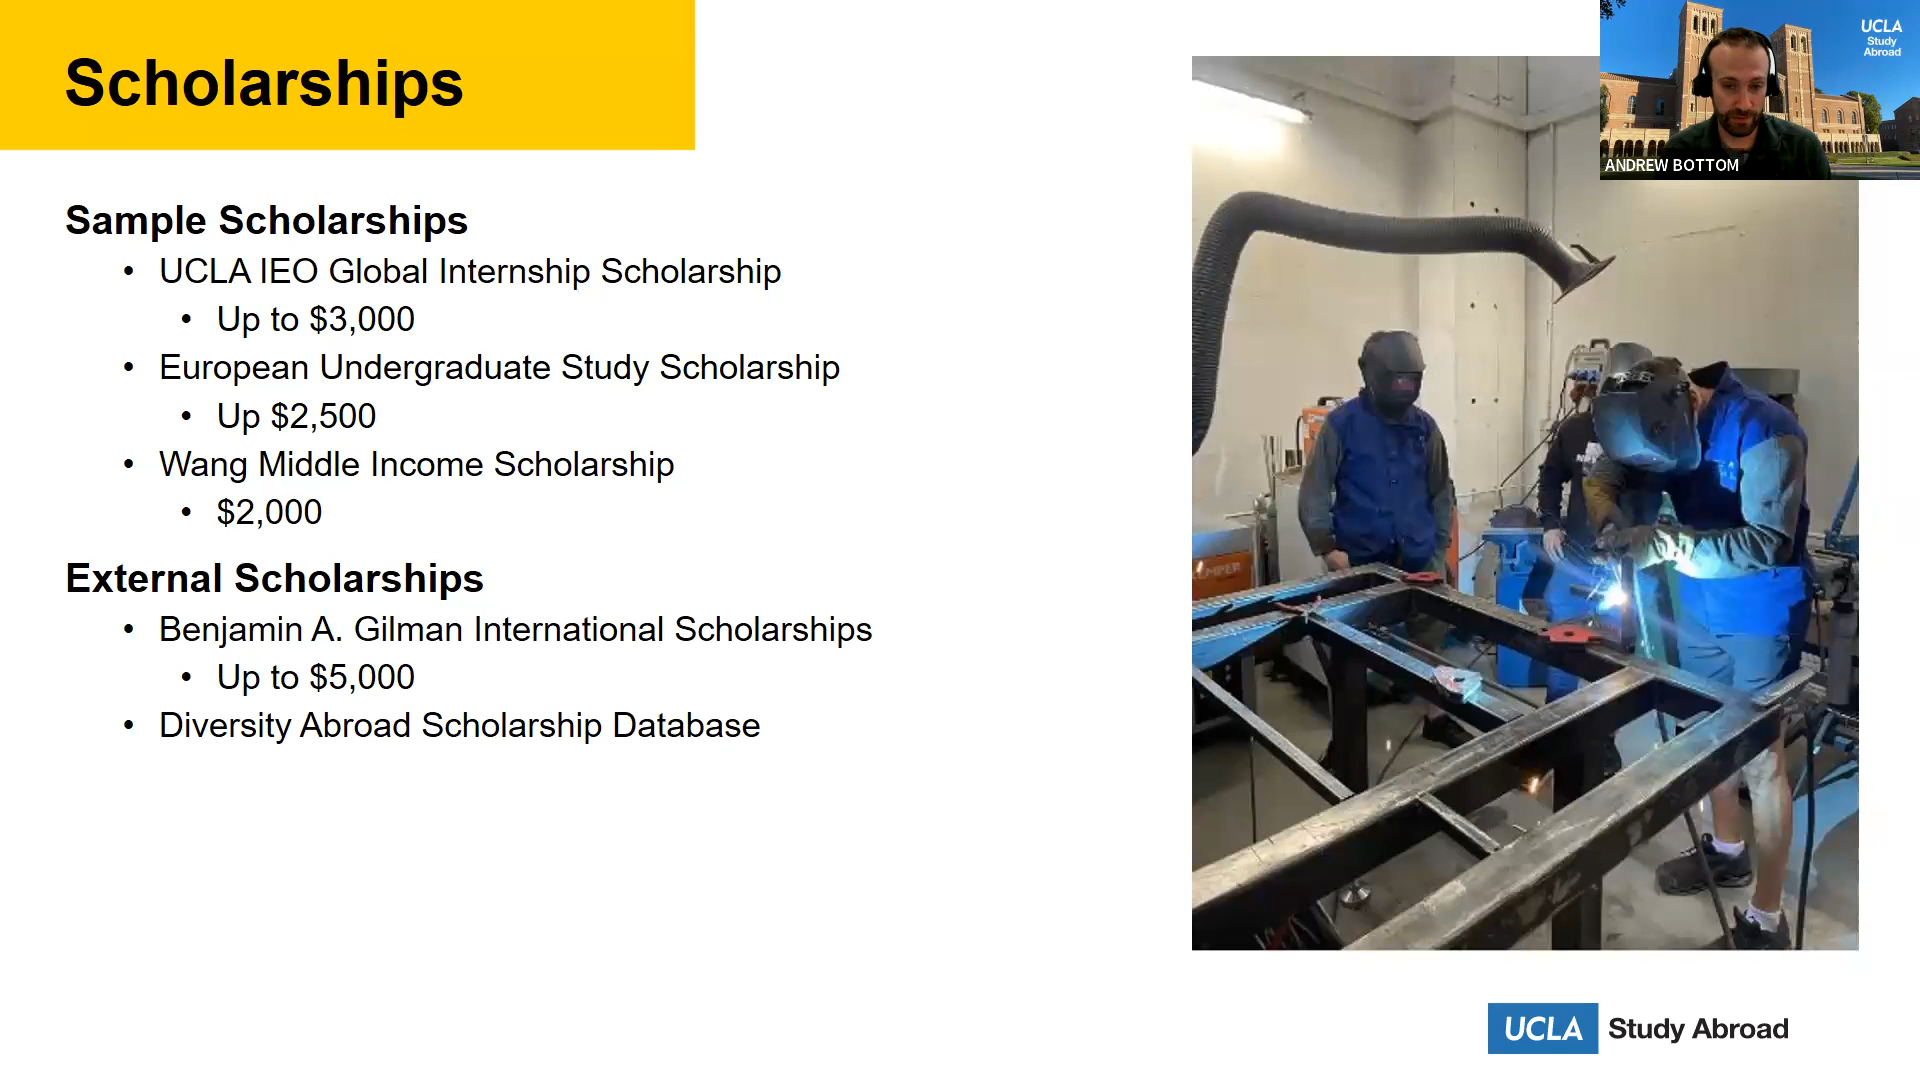 Scholarships
Sample Scholarships
• UCLA IEO Global Internship Scholarship
• Up to $3,000
• European Undergraduate Study Scholarship
• Up $2,500
• Wang Middle Income Scholarship
• $2,000
External Scholarships
• Benjamin A. Gilman International Scholarships
• Up to $5,000
• Diversity Abroad Scholarship Database
UCLA
Study
Abroad
ANDREW BOTTOM
KEMPER
UCLA Study Abroad